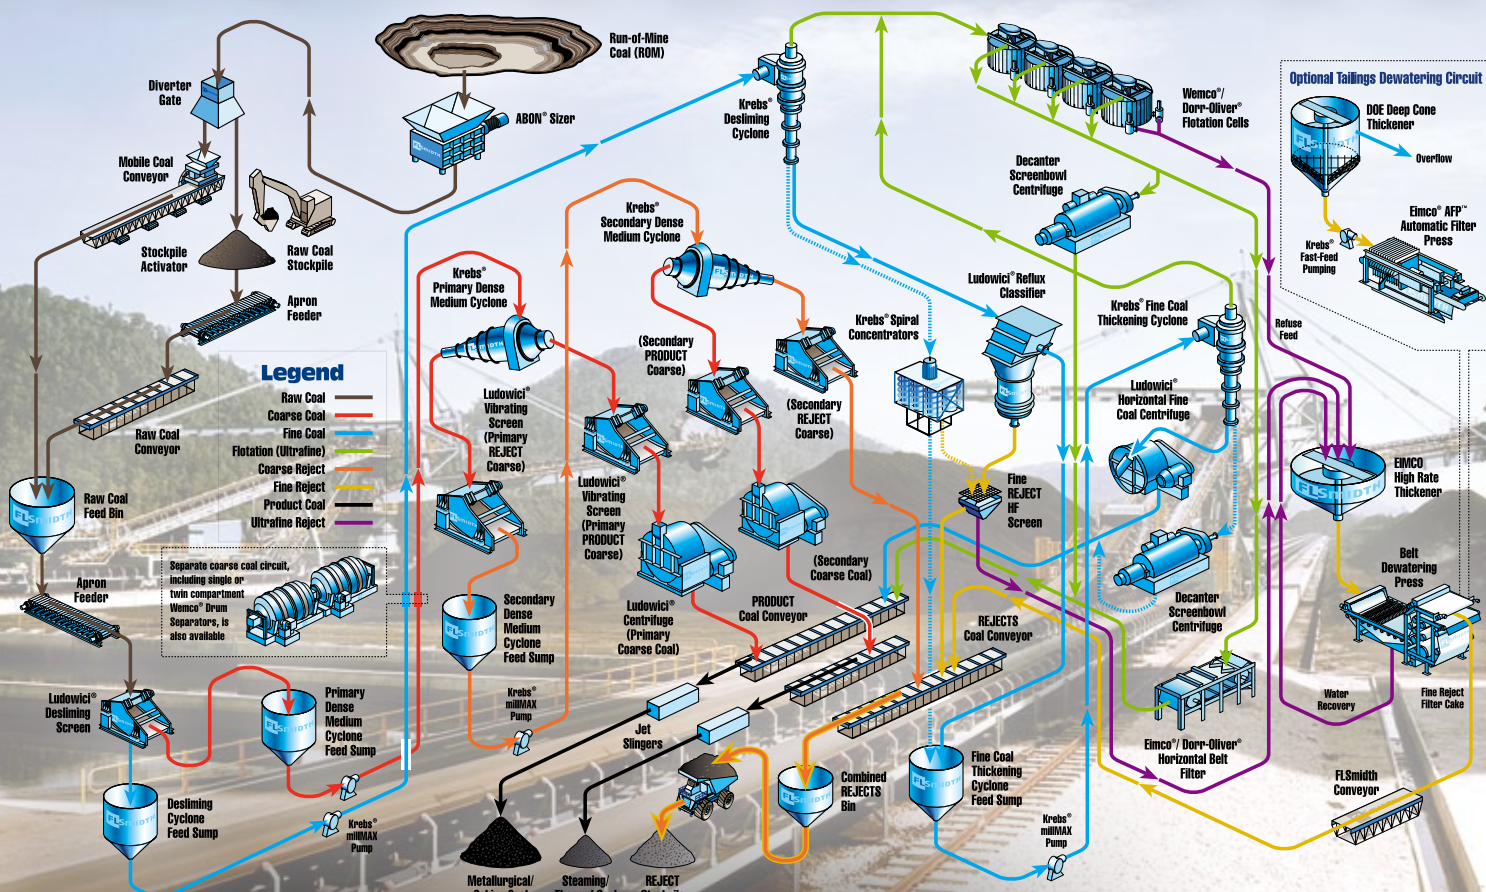 Run-of-Mine
Coal (ROM)
Diverter
Gate
ABON® Sizer
FLSMIDTH
Mobile Coal
Conveyor
Stockpile
Activator
Raw Coal
Stockpile
Apron
Feeder
Raw Coal
Conveyor
Raw Coal
Feed Bin
FLSMIDTH
Apron
Feeder
Legend
Raw Coal
Coarse Coal
Fine Coal
Flotation (Ultrafine)
Coarse Reject
Fine Reject
Product Coal
Ultrafine Reject
Separate coarse coal circuit,
including single or
twin compartment
Wemco® Drum
Separators, is
also available
Ludowici®
Desliming
Screen
Primary
Dense
Medium
Cyclone
Feed Sump
FLSMIDTH
Desliming
Cyclone
Feed Sump
FLSMIDTH
Krebs®
millMAX
Pump
Krebs®
Primary Dense
Medium Cyclone
Ludowici®
Vibrating
Screen
(Primary
REJECT
Coarse)
Secondary
Dense
Medium
Cyclone
Feed Sump
FLSMIDTH
Krebs®
millMAX
Pump
Krebs®
Secondary Dense
Medium Cyclone
(Secondary
PRODUCT
Coarse)
Ludowici®
Vibrating
Screen
(Primary
PRODUCT
Coarse)
Ludowici®
Centrifuge
(Primary
Coarse Coal)
(Secondary
REJECT
Coarse)
(Secondary
Coarse Coal)
PRODUCT
Coal Conveyor
Jet
Slingers
Metallurgical/
Steaming/
REJECT
Combined
REJECTS
Bin
FLSMIDTH
REJECTS
Coal Conveyor
Fine Coal
Thickening
Cyclone
Feed Sump
FLSMIDTH
Krebs®
millMAX
Pump
Krebs®
Desliming
Cyclone
Krebs® Spiral
Concentrators
Ludowici® Reflux
Classifier
Fine
REJECT
HF
Screen
Decanter
Screenbowl
Centrifuge
Wemco®/
Dorr-Oliver®
Flotation Cells
Krebs® Fine Coal
Thickening Cyclone
Ludowici®
Horizontal Fine
Coal Centrifuge
Decanter
Screenbowl
Centrifuge
Eimco®/ Dorr-Oliver®
Horizontal Belt
Filter
Refuse
Feed
EIMCO
High Rate
Thickener
FLSMIDTH
Belt
Dewatering
Press
Water
Recovery
Fine Reject
Filter Cake
FLSmidth
Conveyor
Optional Tailings Dewatering Circuit
DOE Deep Cone
Thickener
FLSMIDTH
Overflow
Krebs®
Fast-Feed
Pumping
Eimco® AFP™
Automatic Filter
Press